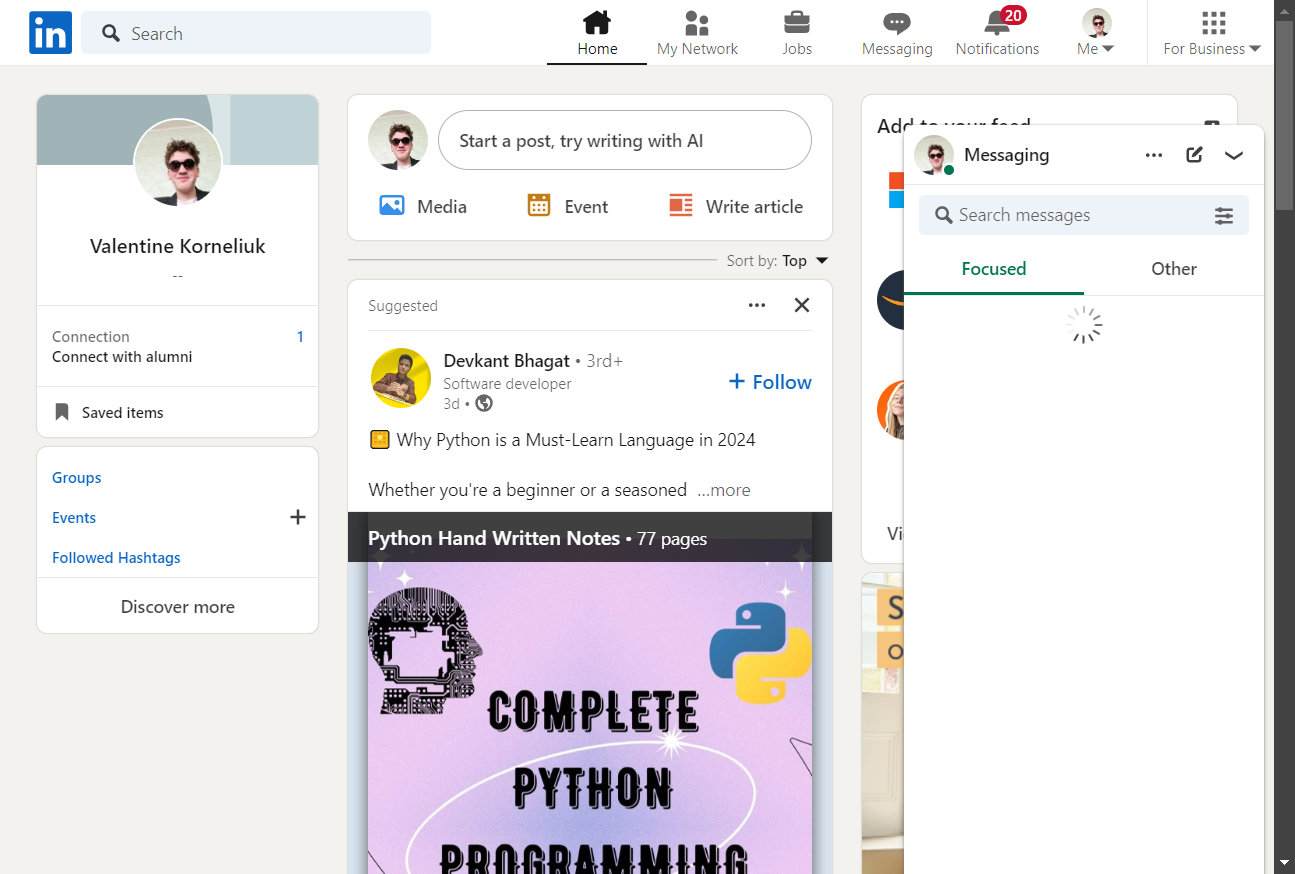 in
Search
Home
My Network
Jobs
Messaging
20
Notifications
Me
For Business
Valentine Korneliuk
--
Connection
1
Connect with alumni
Saved items
Groups
Events
Followed Hashtags
Discover more
Start a post, try writing with AI
Media
Event
Write article
Sort by: Top
Suggested
Devkant Bhagat • 3rd+
Software developer
3d •
+ Follow
Why Python is a Must-Learn Language in 2024
Whether you're a beginner or a seasoned ...more
Python Hand Written Notes • 77 pages
COMPLETE
PYTHON
PROGRAMMING
Add to your feed
Messaging
Search messages
Focused
Other